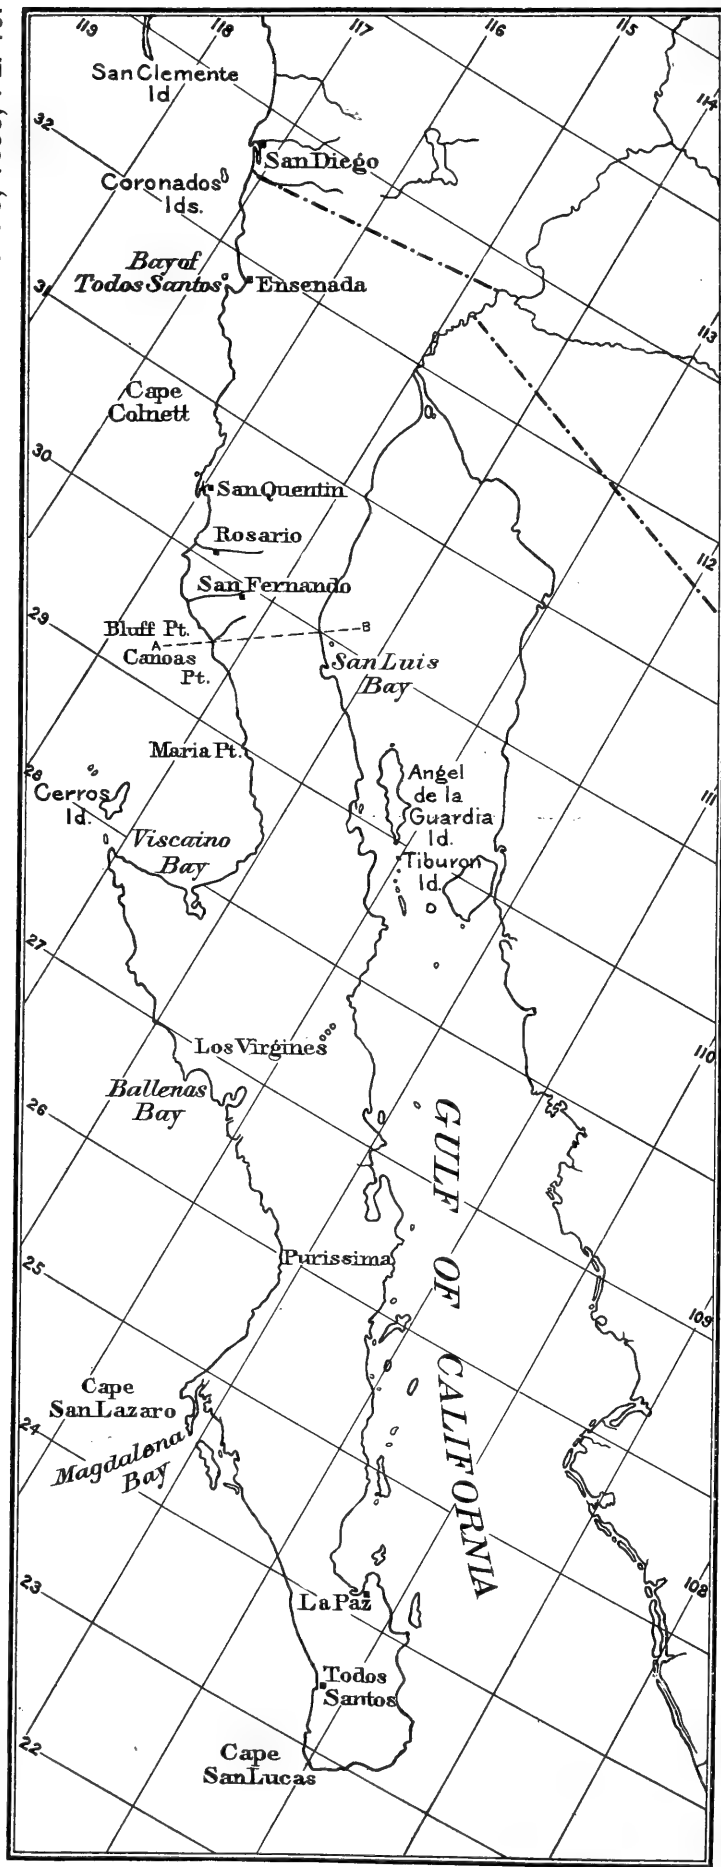 119
118
117
116
115
San Clemente
Id.
114
32
San Diego
Coronados
Ids.
Bay of
Todos Santos
Ensenada
31
113
Cape
Colnett
30
San Quentin
Rosario
112
San Fernando
29
Bluff Pt.
A
B
Canoas
Pt.
San Luis
Bay
Maria Pt.
28
Cerros
Id.
Angel
de la
Guardia
Id.
111
Viscaino
Bay
Tiburon
Id.
27
Los Virgines
110
Ballenas
Bay
26
GULF OF CALIFORNIA
Purissima
25
109
Cape
San Lazaro
24
Magdalena
Bay
108
23
La Paz
Todos
Santos
22
Cape
San Lucas